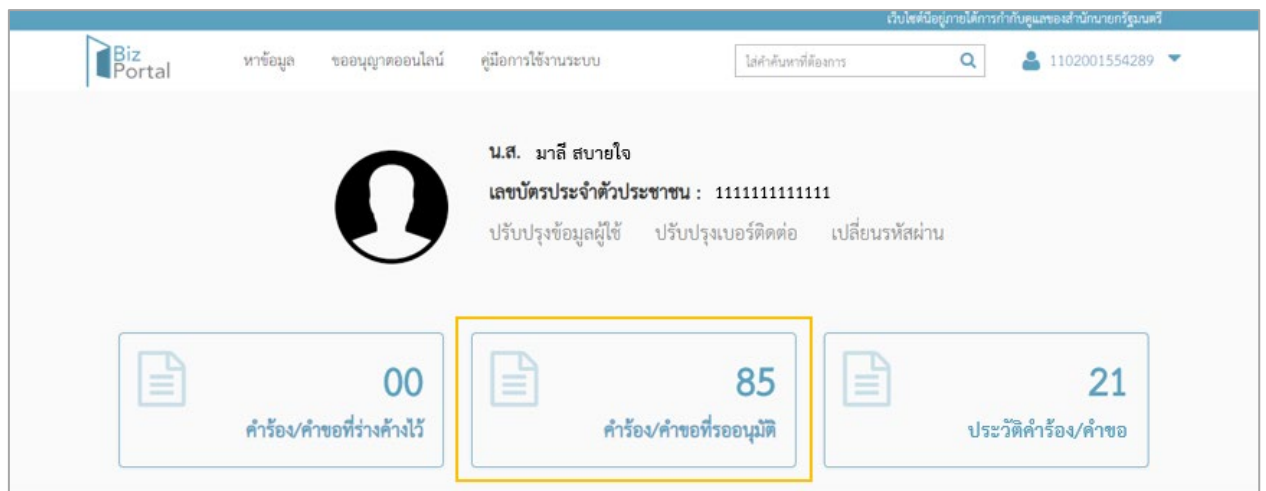 เว็บไซต์นี้อยู่ภายใต้การกำกับดูแลของสำนักนายกรัฐมนตรี
Biz
Portal
หาข้อมูล ขออนุญาตออนไลน์ คู่มือการใช้งานระบบ ใส่คำค้นหาที่ต้องการ 1102001554289
น.ส. มาลี สบายใจ
เลขบัตรประจำตัวประชาชน : 1111111111111
ปรับปรุงข้อมูลผู้ใช้ ปรับปรุงเบอร์ติดต่อ เปลี่ยนรหัสผ่าน
00
คำร้อง/คำขอที่ร่างค้างไว้
85
คำร้อง/คำขอที่รออนุมัติ
21
ประวัติคำร้อง/คำขอ